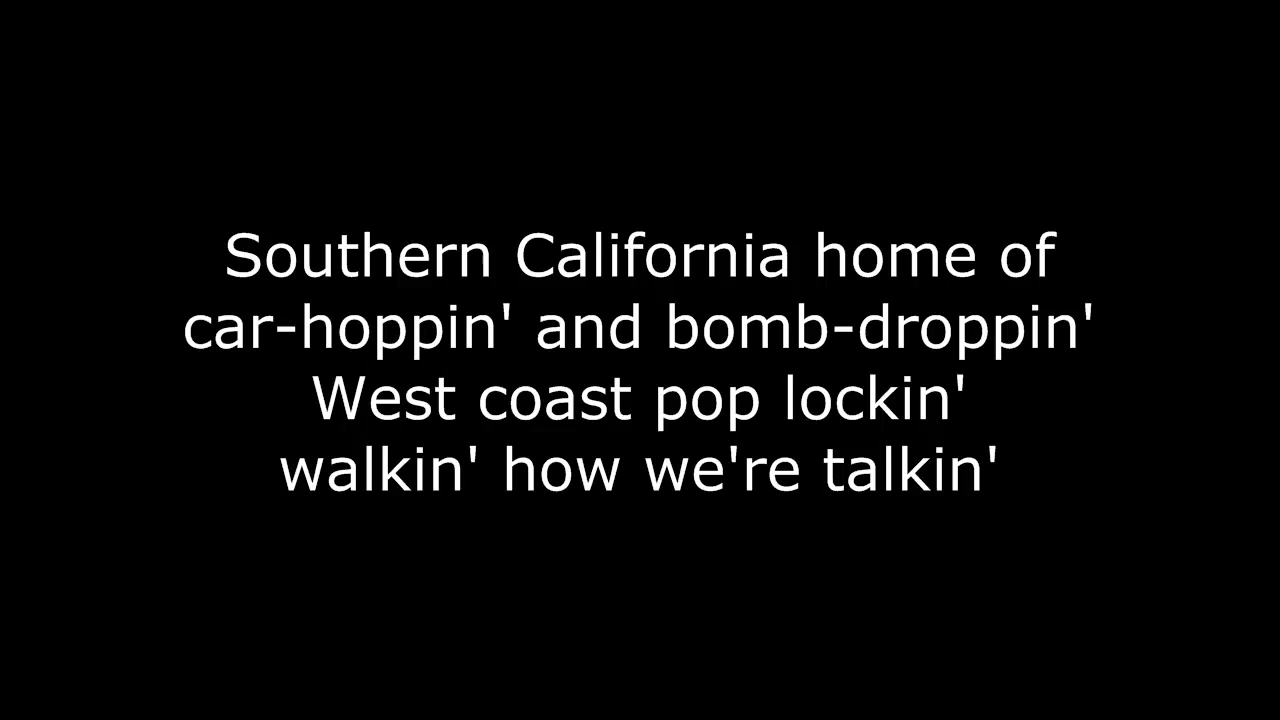 Southern California home of
car-hoppin' and bomb-droppin'
West coast pop lockin'
walkin' how we're talkin'